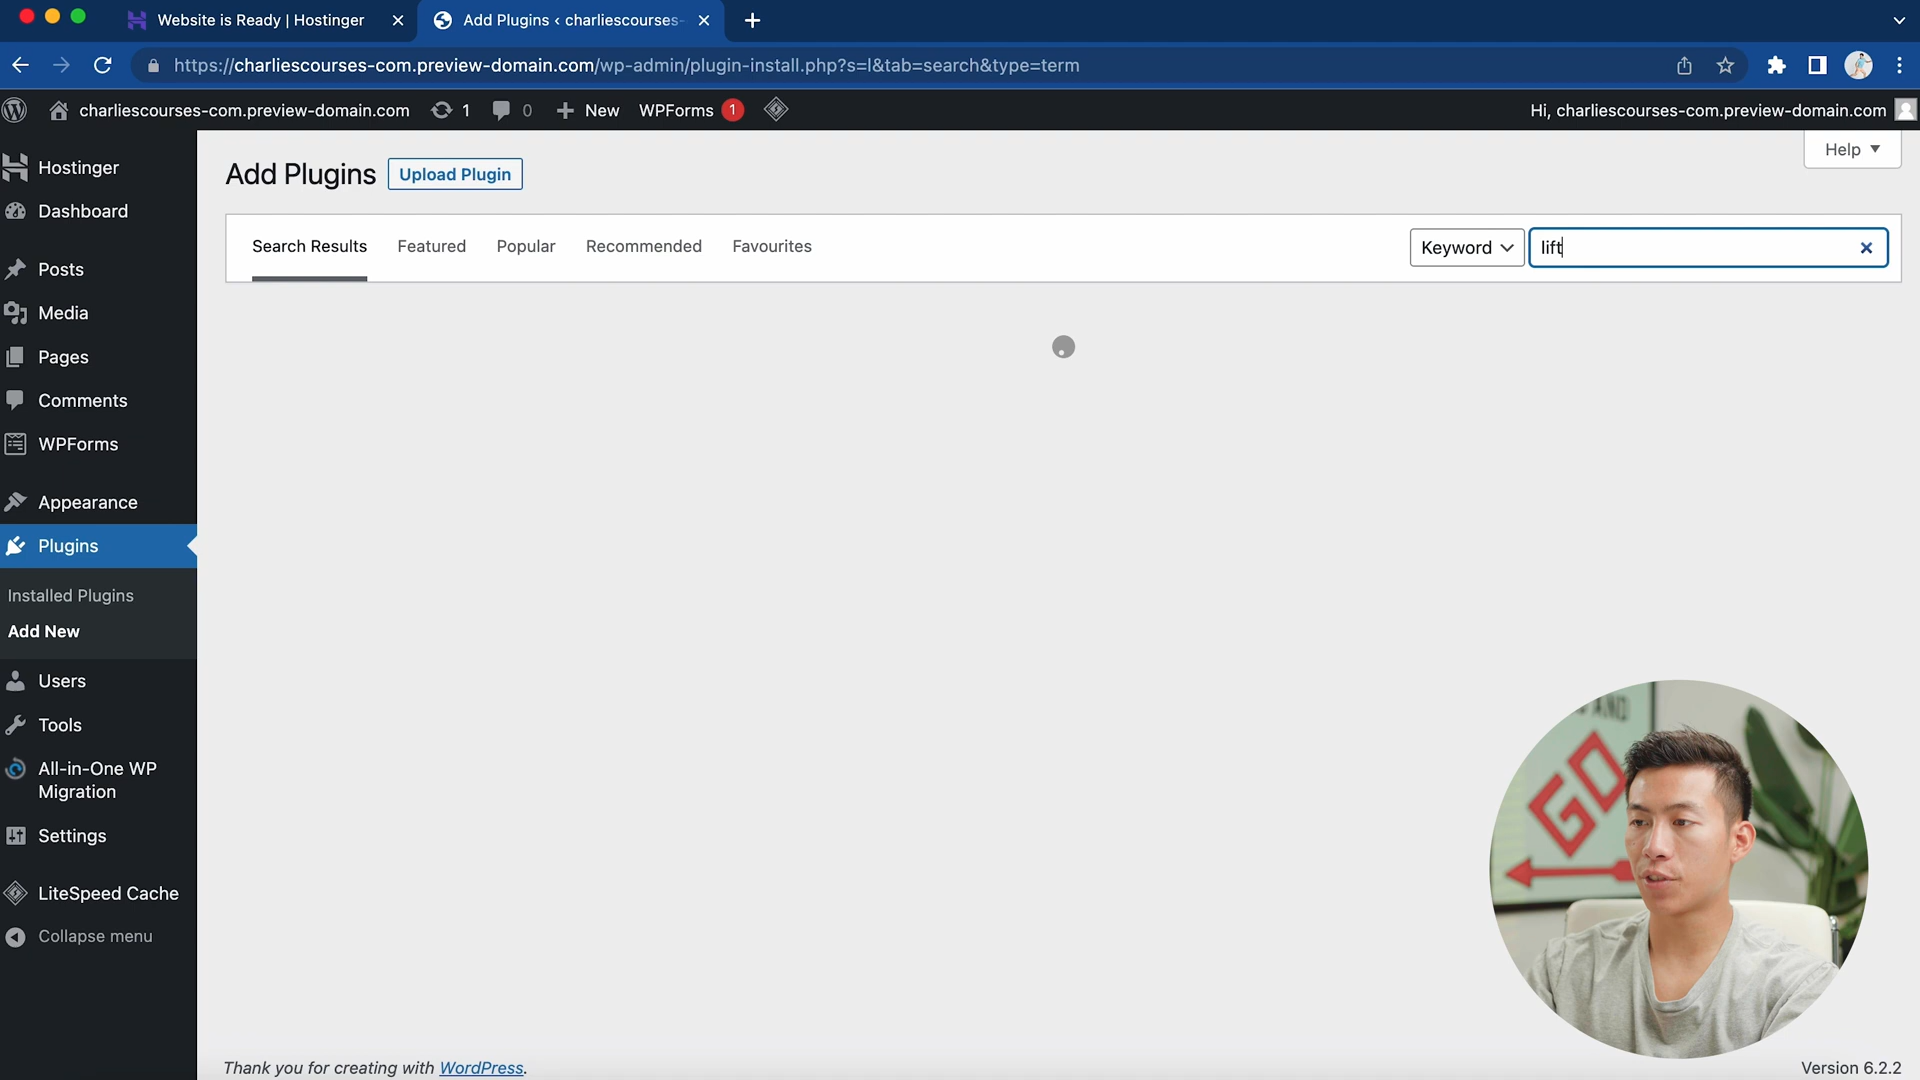 Website is Ready | Hostinger
Add Plugins ‹ charliescourses-
https://charliescourses-com.preview-domain.com/wp-admin/plugin-install.php?s=l&tab=search&type=term
charliescourses-com.preview-domain.com 1 0 New WPForms 1
Hi, charliescourses-com.preview-domain.com
Help
Hostinger
Dashboard
Posts
Media
Pages
Comments
WPForms
Appearance
Plugins
Installed Plugins
Add New
Users
Tools
All-in-One WP
Migration
Settings
LiteSpeed Cache
Collapse menu
Add Plugins Upload Plugin
Search Results Featured Popular Recommended Favourites
Keyword lift
GO
AND
Thank you for creating with WordPress.
Version 6.2.2